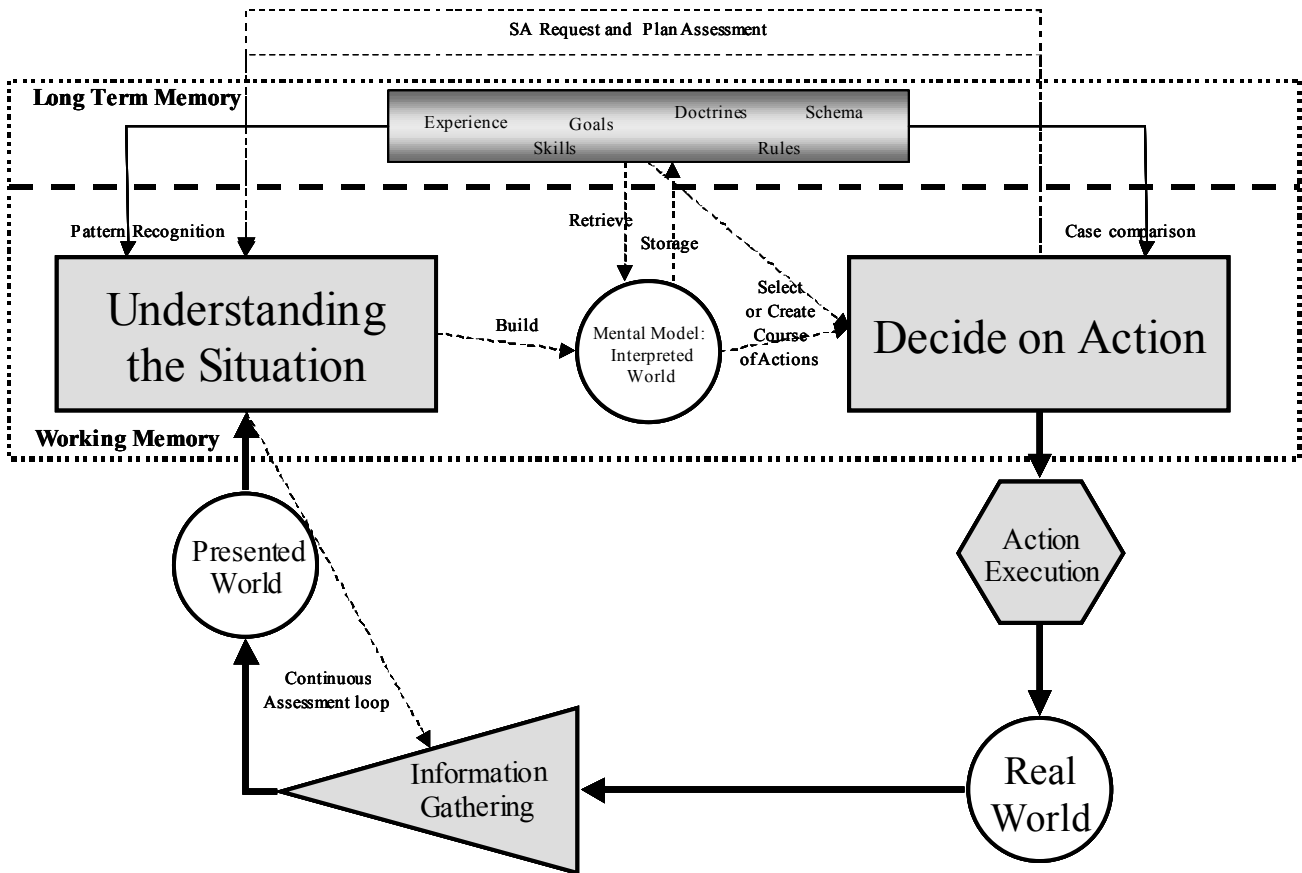 SA Request and Plan Assessment
Long Term Memory
Experience
Goals
Doctrines
Schema
Skills
Rules
Pattern Recognition
Retrieve
Storage
Case comparison
Understanding
the Situation
Build
Mental Model:
Interpreted
World
Select
or Create
Course
of Actions
Decide on Action
Working Memory
Presented
World
Action
Execution
Continuous
Assessment loop
Information
Gathering
Real
World